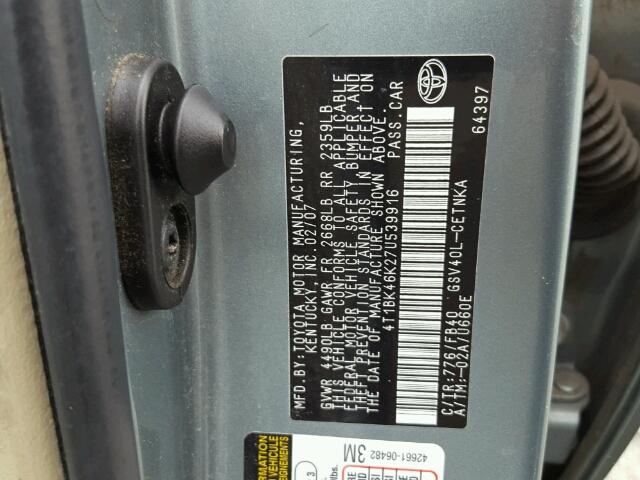 MFD.BY:TOYOTA MOTOR MANUFACTURING,
KENTUCKY, INC. 02/07
GVWR 4490LB GAWR FR 2668LB RR 2359LB
THIS VEHICLE CONFORMS TO ALL APPLICABLE
FEDERAL MOTOR VEHICLE SAFETY, BUMPER, AND
THEFT PREVENTION STANDARDS IN EFFECT ON
THE DATE OF MANUFACTURE SHOWN ABOVE.
4T1BK46K27U539916 PASS.CAR
C/TR:776/FB40 GSV40L-CETNKA
A/TM:-02A/U660E
64397
42661-06482
3M